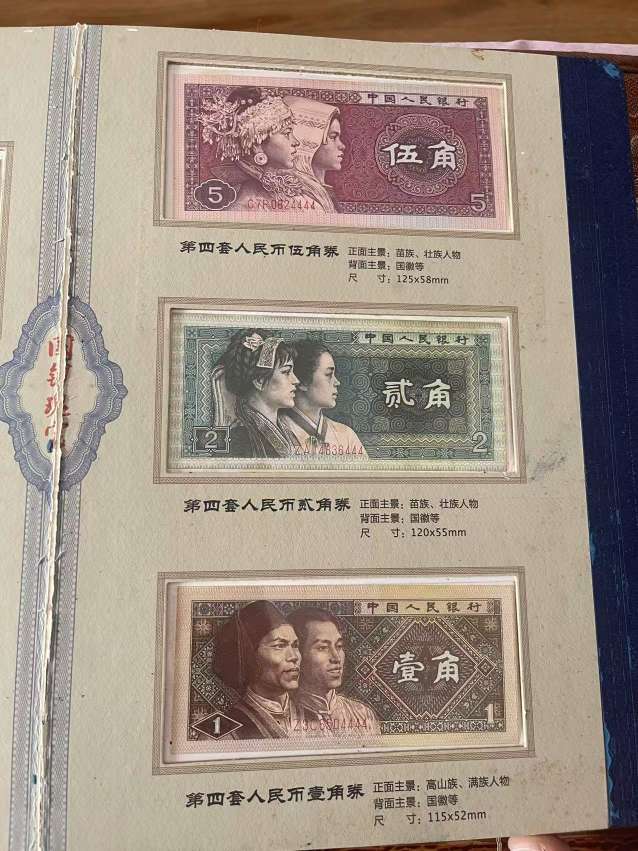 中国人民银行
伍角
5
C7P0824444
5
第四套人民币伍角券
正面主景：苗族、壮族人物
背面主景：国徽等
尺 寸：125x58mm
中国人民银行
贰角
2
2
第四套人民币贰角券
正面主景：苗族、壮族人物
背面主景：国徽等
尺 寸：120x55mm
中国人民银行
壹角
1
1
第四套人民币壹角券
正面主景：高山族、满族人物
背面主景：国徽等
尺 寸：115x52mm